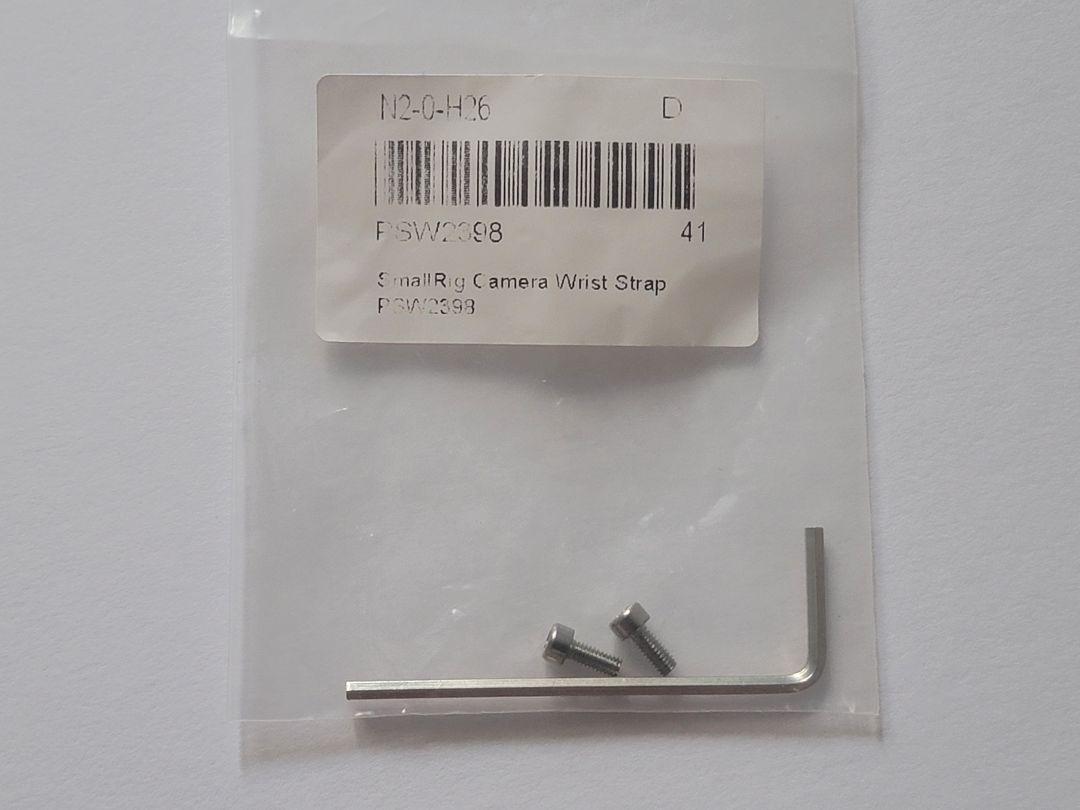 N2-0-H26 D
PSW2398 41
SmallRig Camera Wrist Strap
PSW2398